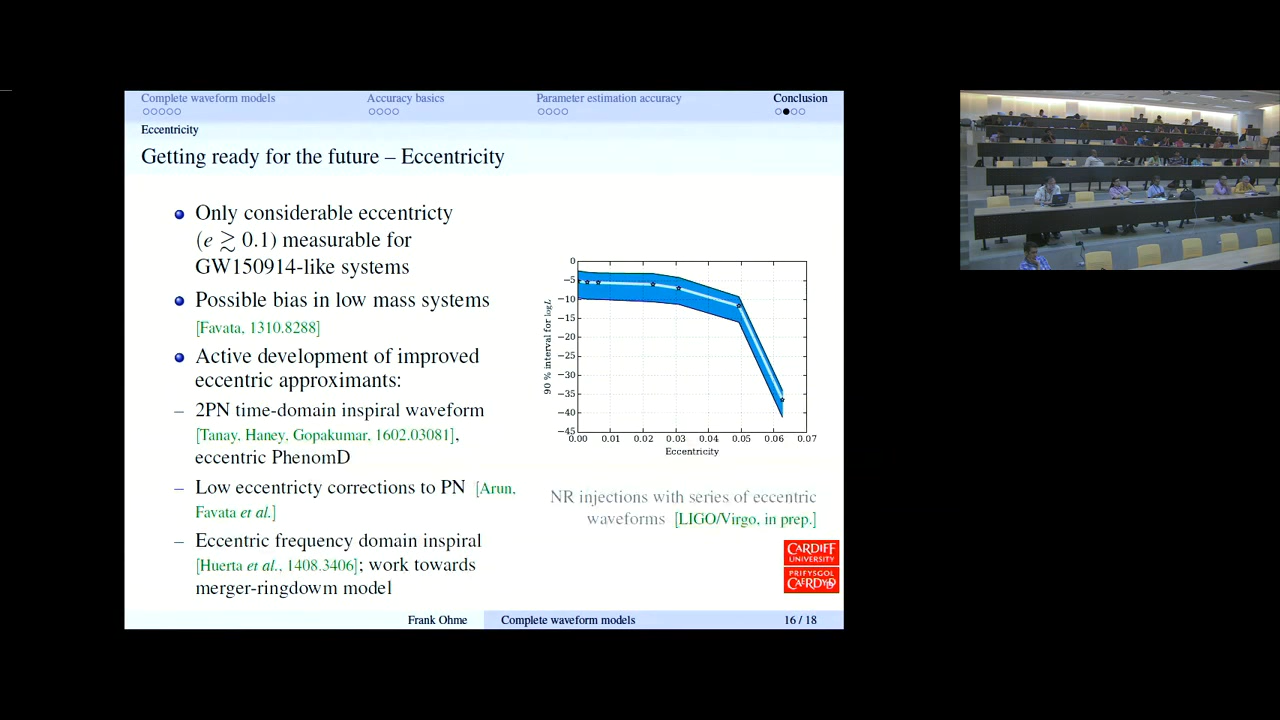 Complete waveform models Accuracy basics Parameter estimation accuracy Conclusion
Eccentricity
Getting ready for the future – Eccentricity
Only considerable eccentricty
(e ≳ 0.1) measurable for
GW150914-like systems
Possible bias in low mass systems
[Favata, 1310.8288]
Active development of improved
eccentric approximants:
– 2PN time-domain inspiral waveform
[Tanay, Haney, Gopakumar, 1602.03081],
eccentric PhenomD
– Low eccentricty corrections to PN [Arun,
Favata et al.]
– Eccentric frequency domain inspiral
[Huerta et al., 1408.3406]; work towards
merger-ringdowm model
0
−5
−10
−15
−20
−25
−30
−35
−40
−45
90 % interval for logL
0.00 0.01 0.02 0.03 0.04 0.05 0.06 0.07
Eccentricity
NR injections with series of eccentric
waveforms [LIGO/Virgo, in prep.]
CARDIFF
UNIVERSITY
PRIFYSGOL
CAERDYDD
Frank Ohme Complete waveform models 16 / 18